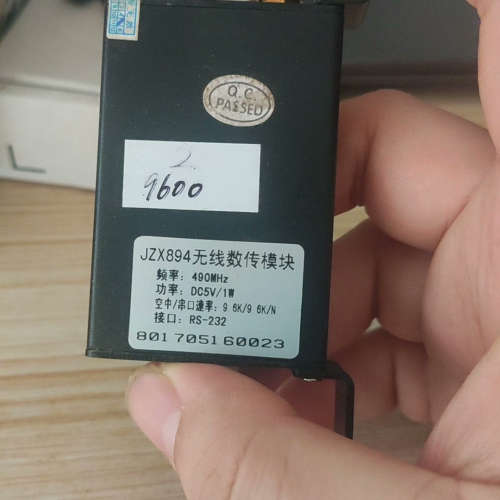 Q.C.
PASSED
2
9600
JZX894无线数传模块
频率: 490MHz
功率: DC5V/1W
空中/串口速率: 9 6K/9 6K/N
接口: RS-232
801705160023